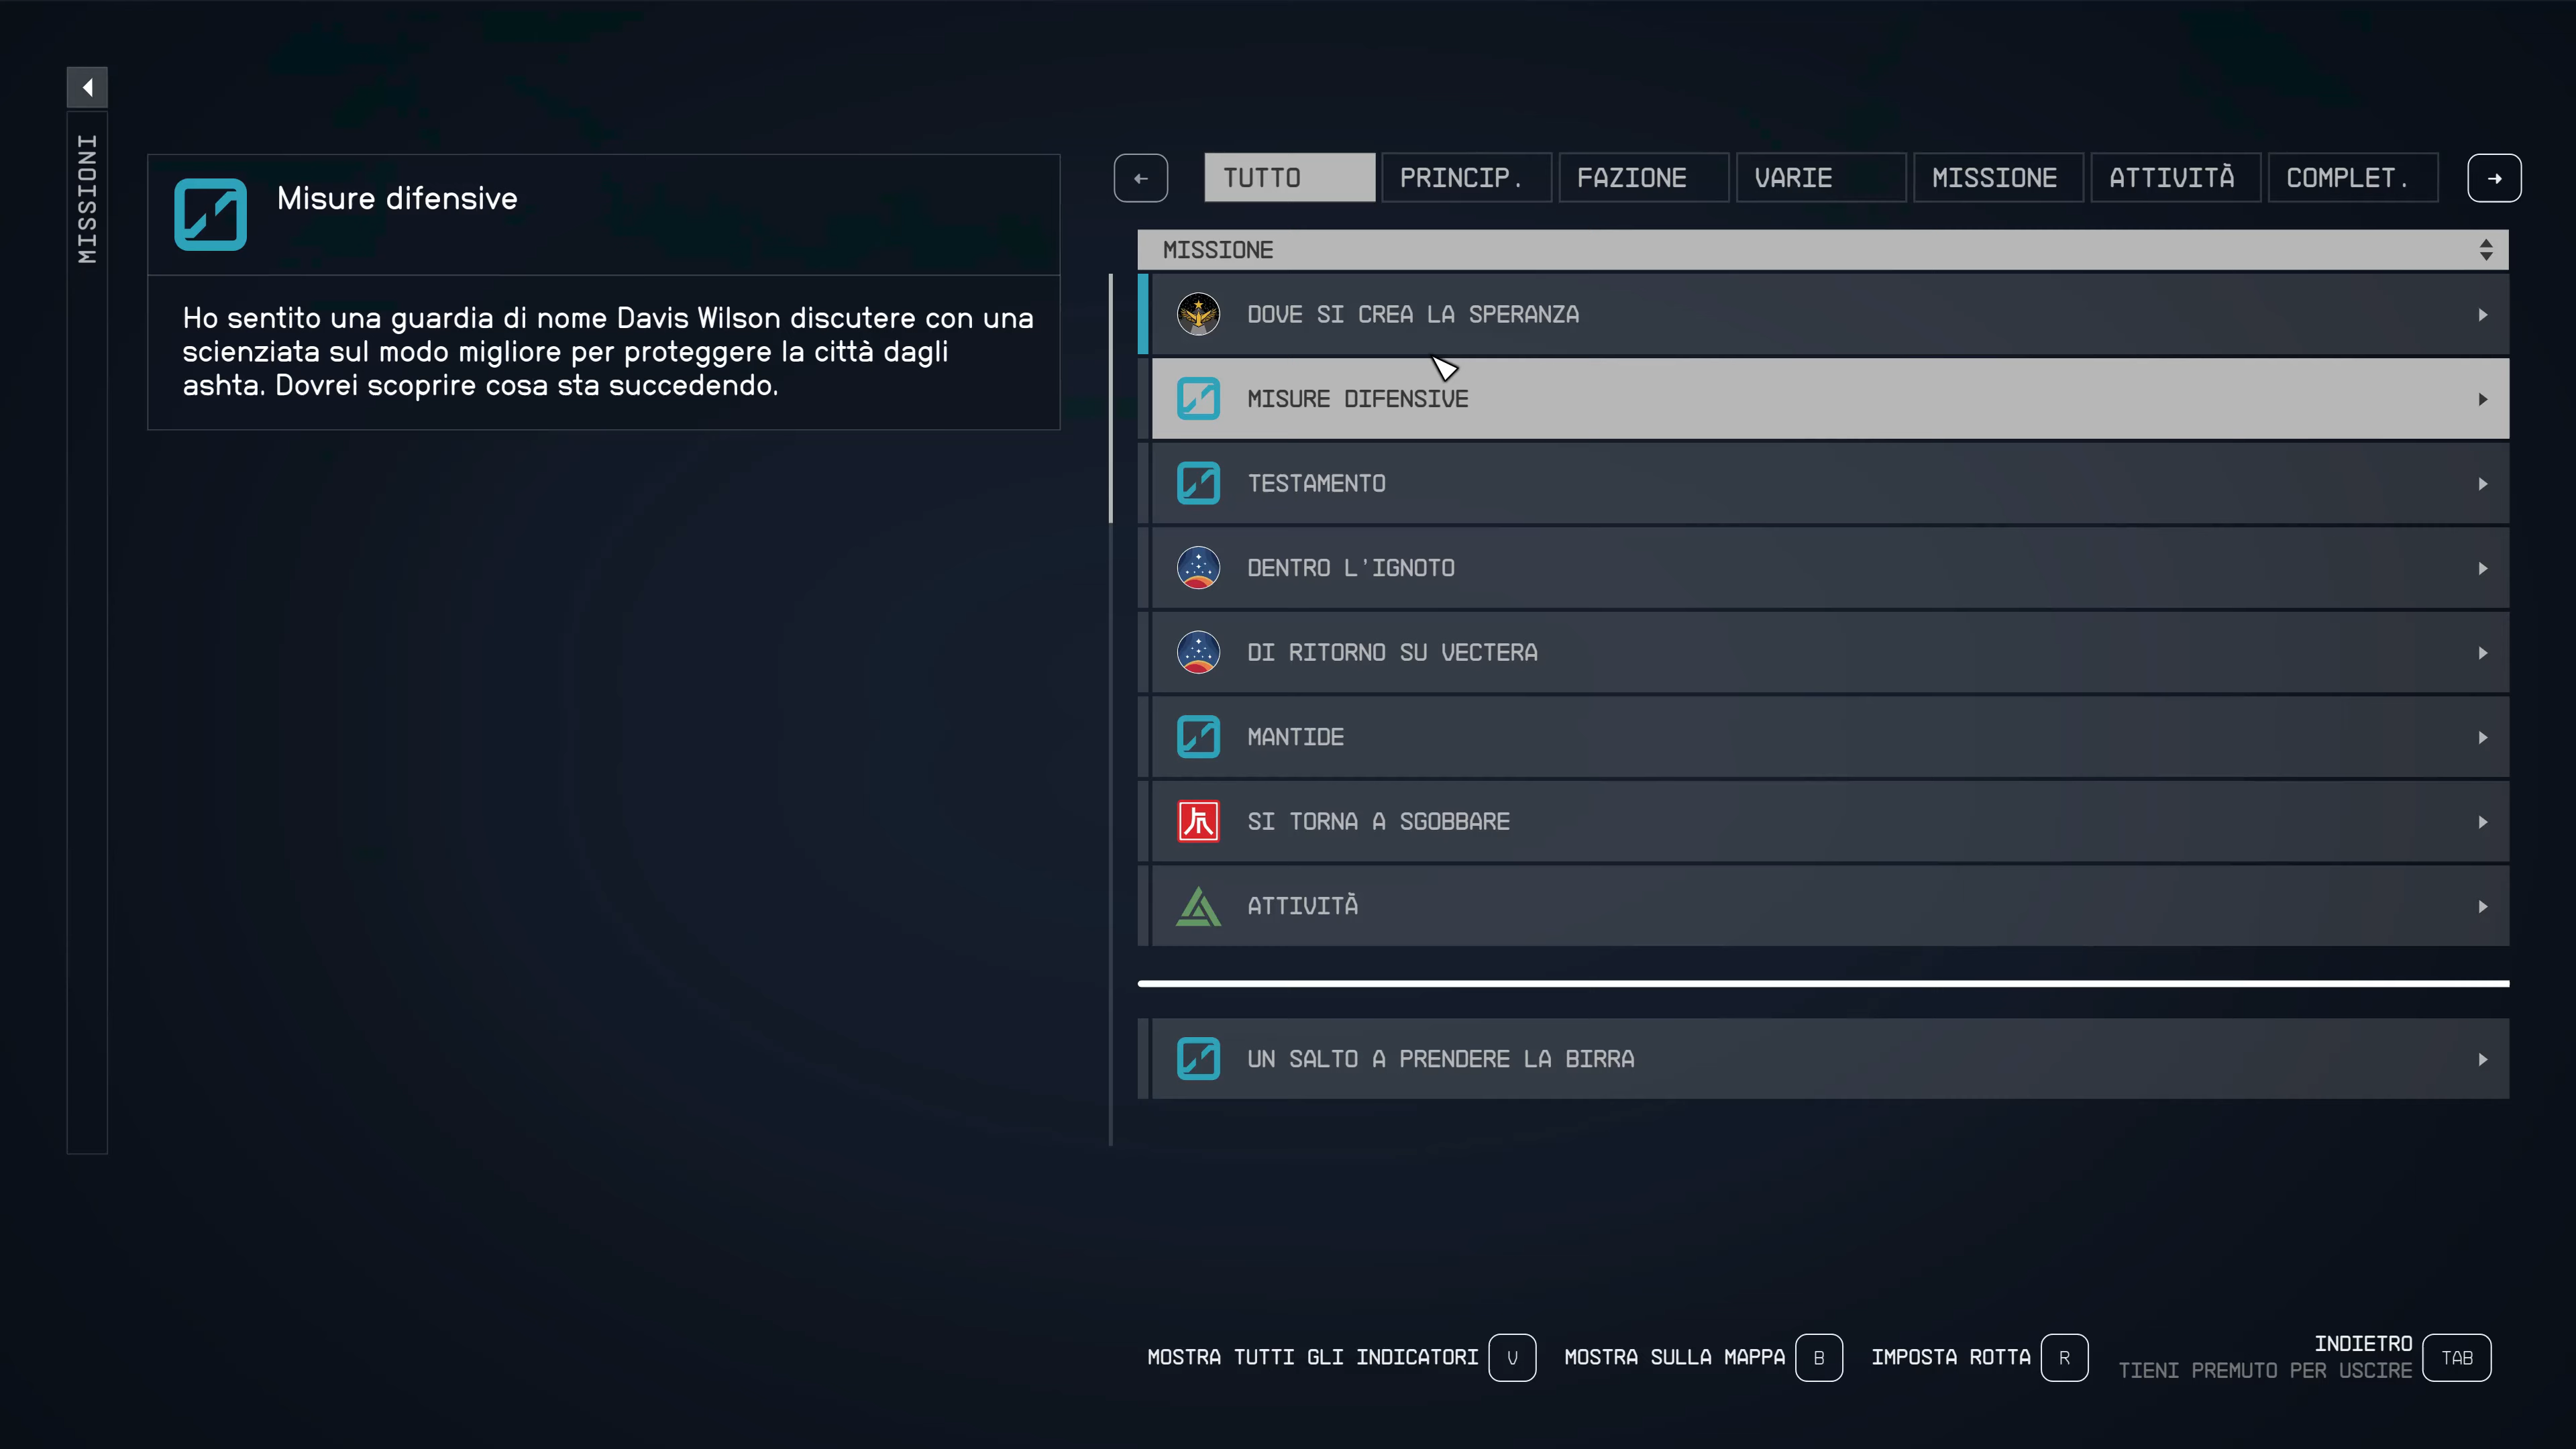 MISSIONI
Misure difensive
Ho sentito una guardia di nome Davis Wilson discutere con una
scienziata sul modo migliore per proteggere la città dagli
ashta. Dovrei scoprire cosa sta succedendo.
TUTTO
PRINCIP.
FAZIONE
VARIE
MISSIONE
ATTIVITÀ
COMPLET.
MISSIONE
DOVE SI CREA LA SPERANZA
MISURE DIFENSIVE
TESTAMENTO
DENTRO L'IGNOTO
DI RITORNO SU VECTERA
MANTIDE
SI TORNA A SGOBBARE
ATTIVITÀ
UN SALTO A PRENDERE LA BIRRA
MOSTRA TUTTI GLI INDICATORI V
MOSTRA SULLA MAPPA B
IMPOSTA ROTTA R
INDIETRO
TIENI PREMUTO PER USCIRE
TAB